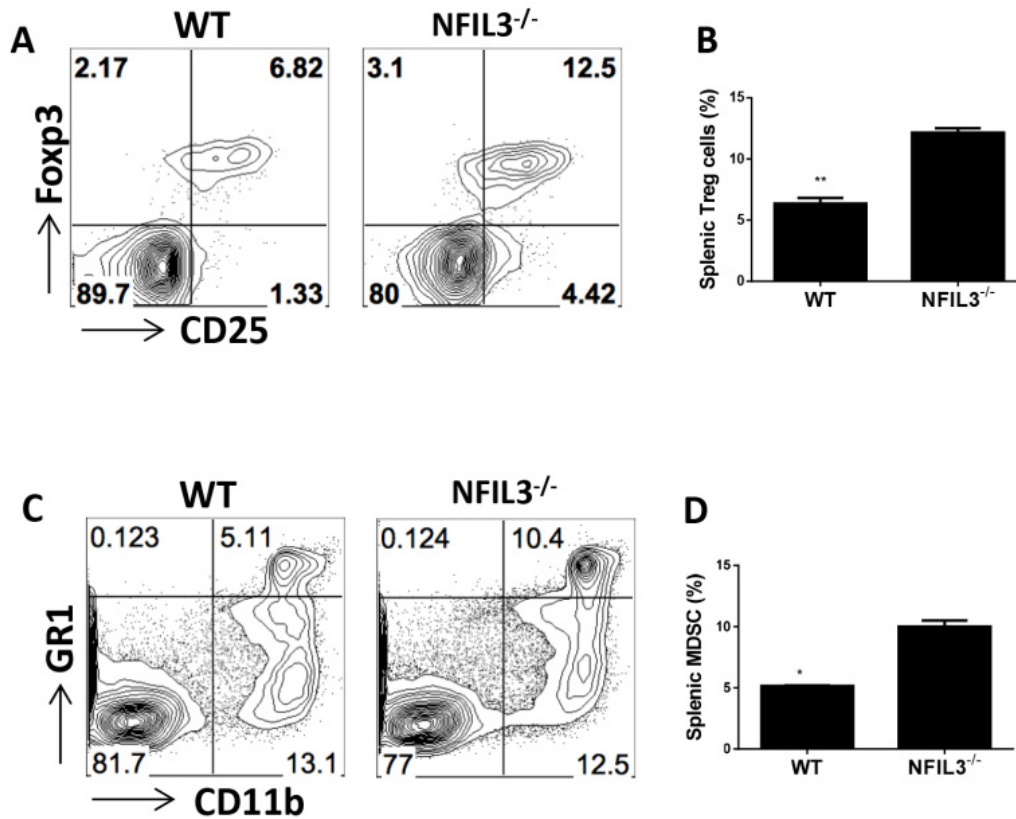 A
WT
NFIL3-/-
Foxp3
2.17
6.82
89.7
1.33
3.1
12.5
80
4.42
CD25
B
Splenic Treg cells (%)
15
10
5
0
**
WT
NFIL3-/-
C
WT
NFIL3-/-
GR1
0.123
5.11
81.7
13.1
0.124
10.4
77
12.5
CD11b
D
Splenic MDSC (%)
15
10
5
0
*
WT
NFIL3-/-